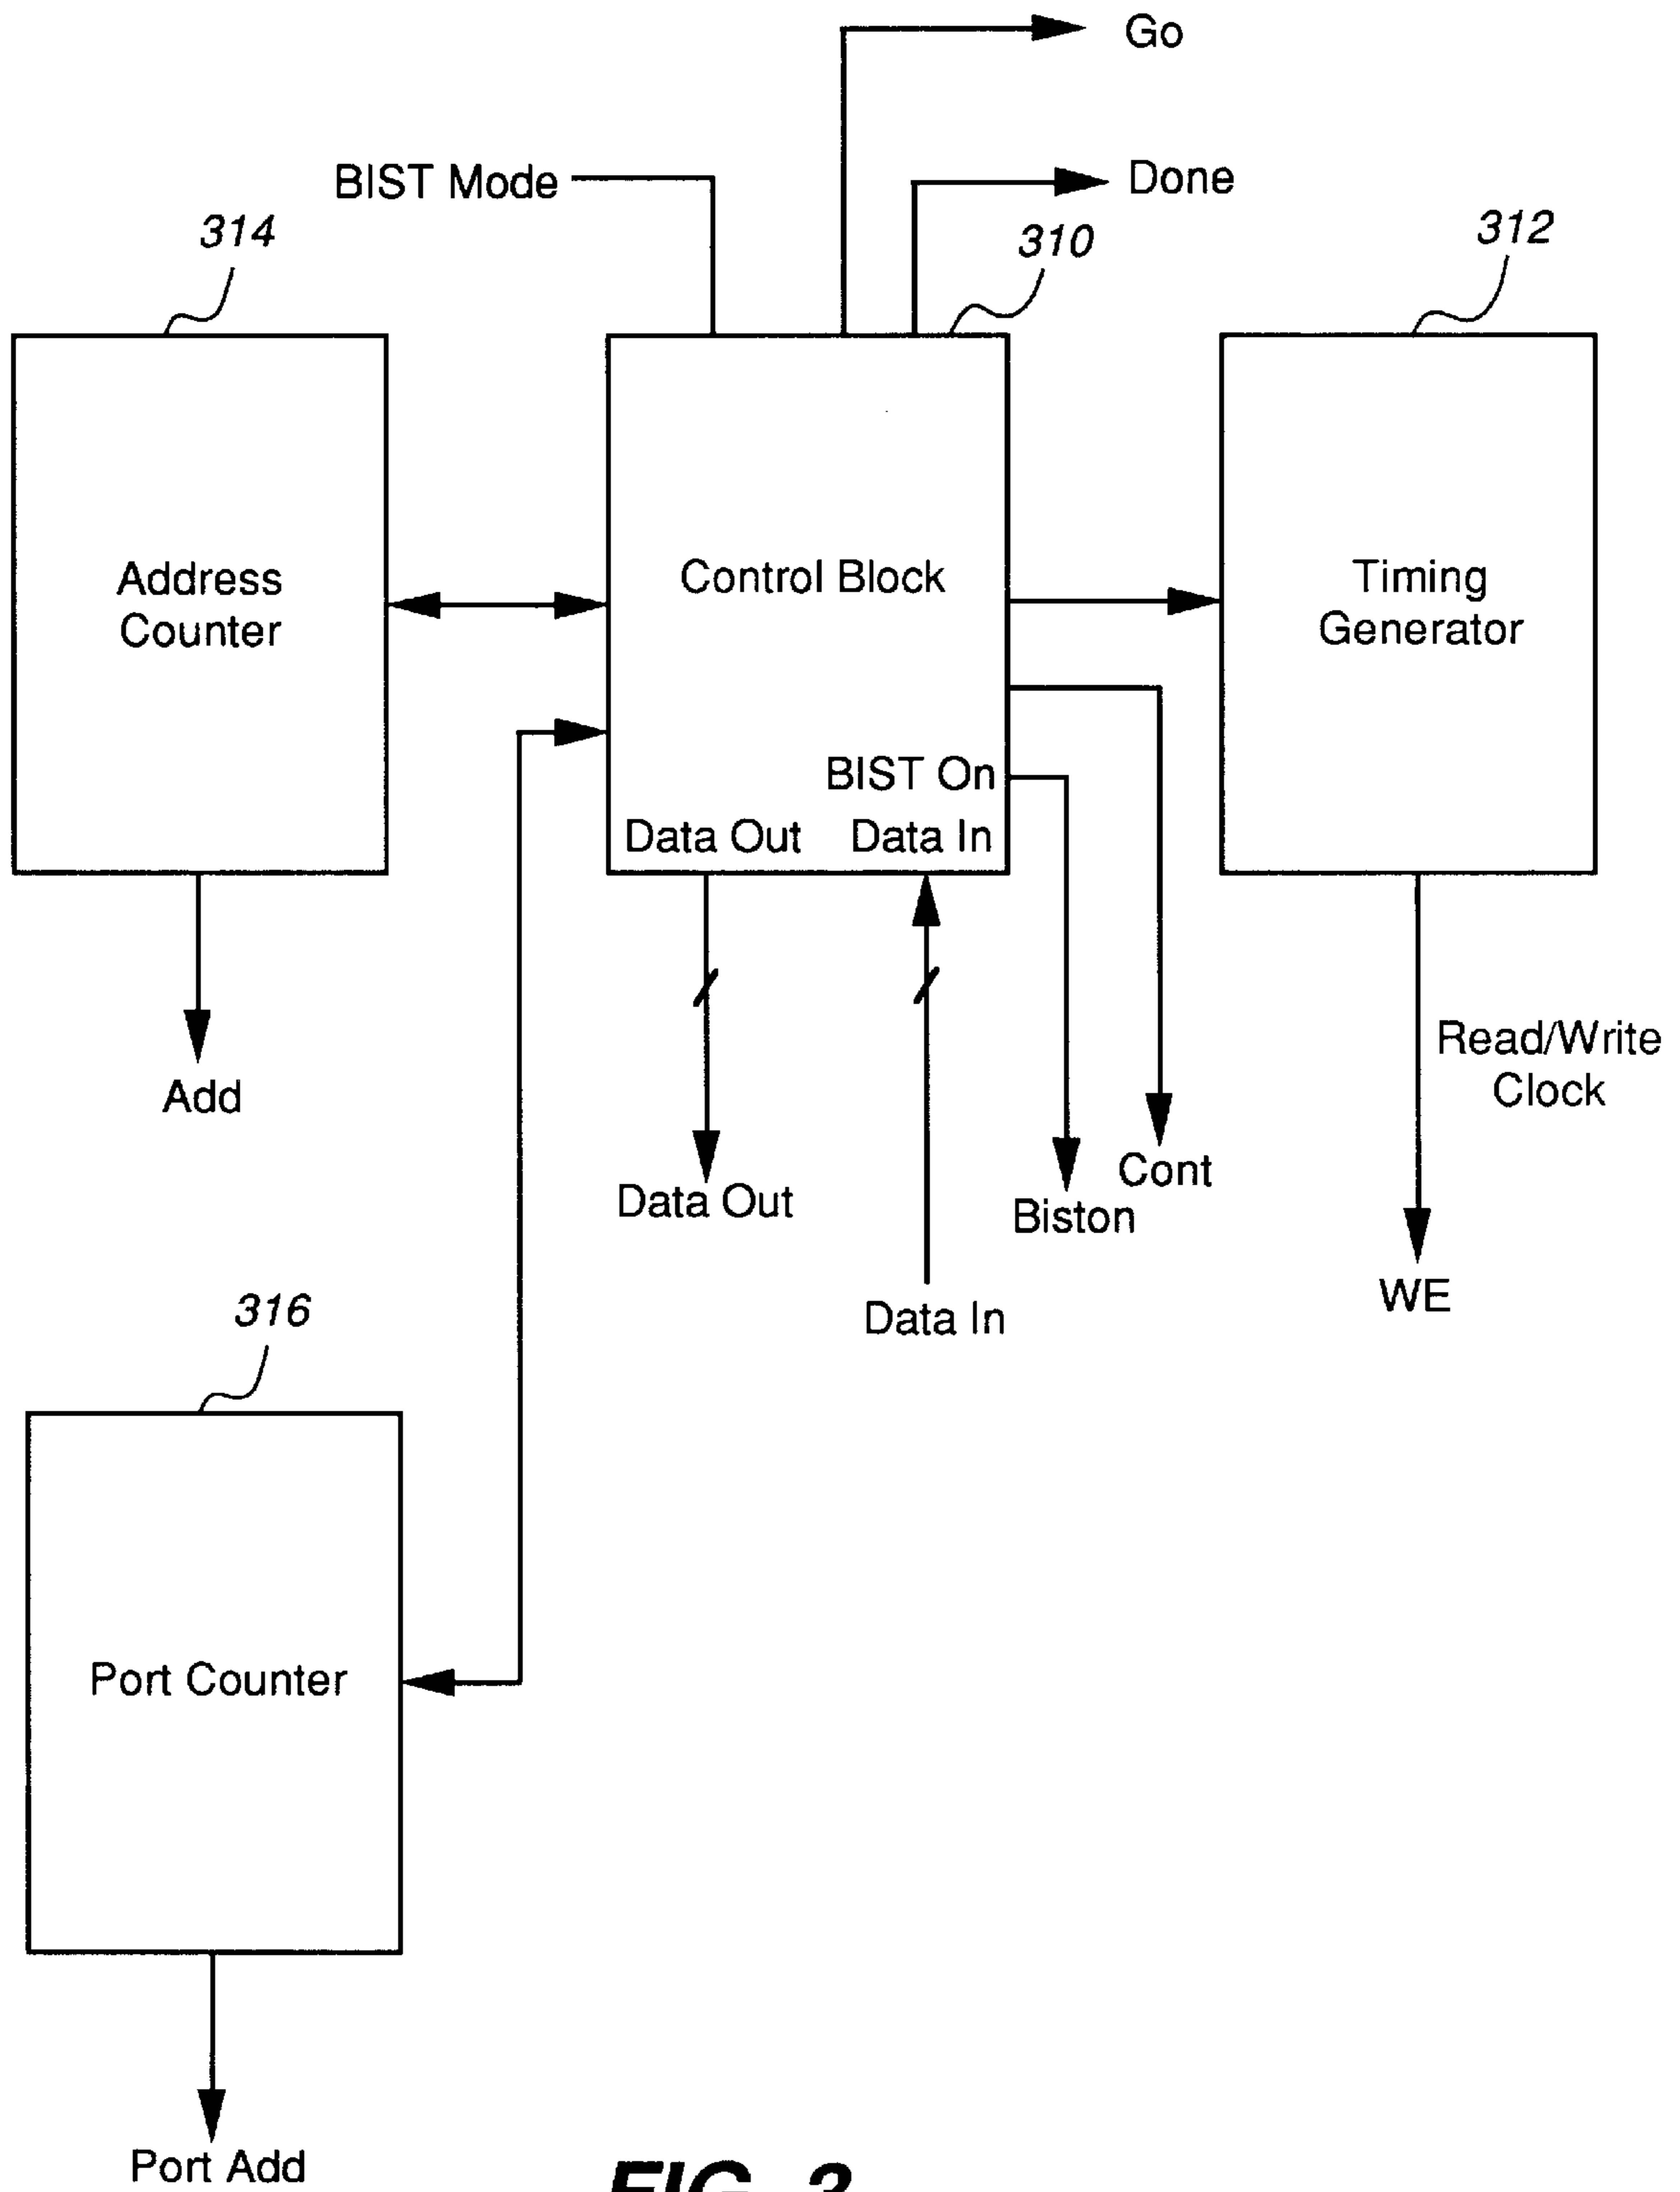 Go
BIST Mode
Done
314
310
312
Address
Counter
Control Block
Timing
Generator
BIST On
Data Out
Data In
Read/Write
Clock
Add
Data Out
Cont
Biston
WE
Data In
316
Port Counter
Port Add